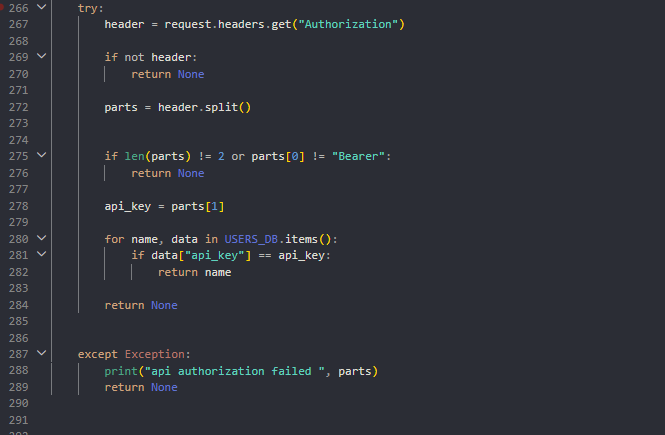 266 try:
267 header = request.headers.get("Authorization")
268
269 if not header:
270 return None
271
272 parts = header.split()
273
274
275 if len(parts) != 2 or parts[0] != "Bearer":
276 return None
277
278 api_key = parts[1]
279
280 for name, data in USERS_DB.items():
281 if data["api_key"] == api_key:
282 return name
283
284 return None
285
286
287 except Exception:
288 print("api authorization failed ", parts)
289 return None
290
291